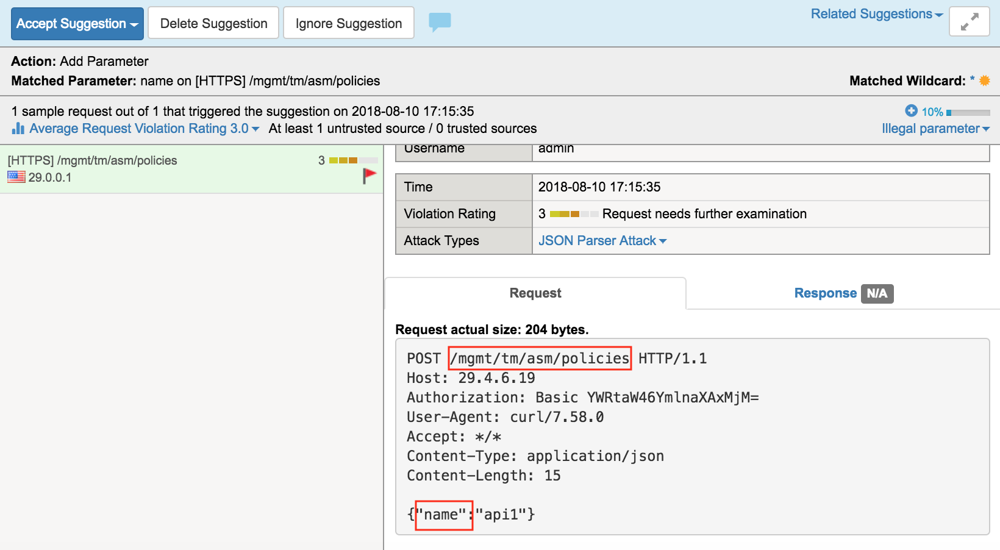 Accept Suggestion
Delete Suggestion
Ignore Suggestion
Related Suggestions
Action: Add Parameter
Matched Parameter: name on [HTTPS] /mgmt/tm/asm/policies
Matched Wildcard: *
1 sample request out of 1 that triggered the suggestion on 2018-08-10 17:15:35
10%
Average Request Violation Rating 3.0 At least 1 untrusted source / 0 trusted sources
Illegal parameter
[HTTPS] /mgmt/tm/asm/policies 3
29.0.0.1
Username admin
Time 2018-08-10 17:15:35
Violation Rating 3 Request needs further examination
Attack Types JSON Parser Attack
Request
Response N/A
Request actual size: 204 bytes.
POST /mgmt/tm/asm/policies HTTP/1.1
Host: 29.4.6.19
Authorization: Basic YWRtaW46YmlnaXAxMjM=
User-Agent: curl/7.58.0
Accept: */*
Content-Type: application/json
Content-Length: 15
{"name":"api1"}